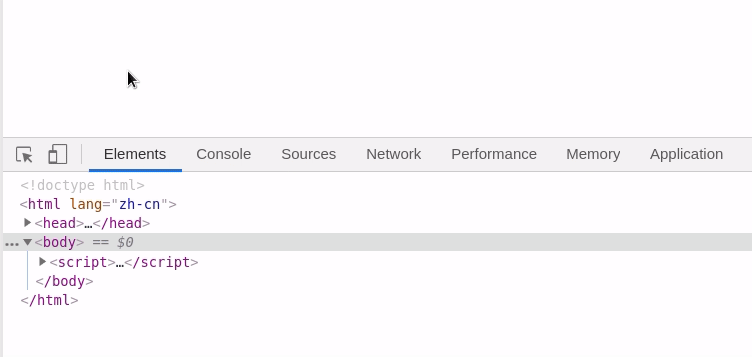 Elements Console Sources Network Performance Memory Application
<!doctype html>
<html lang="zh-cn">
<head>…</head>
… <body> == $0
<script>…</script>
</body>
</html>